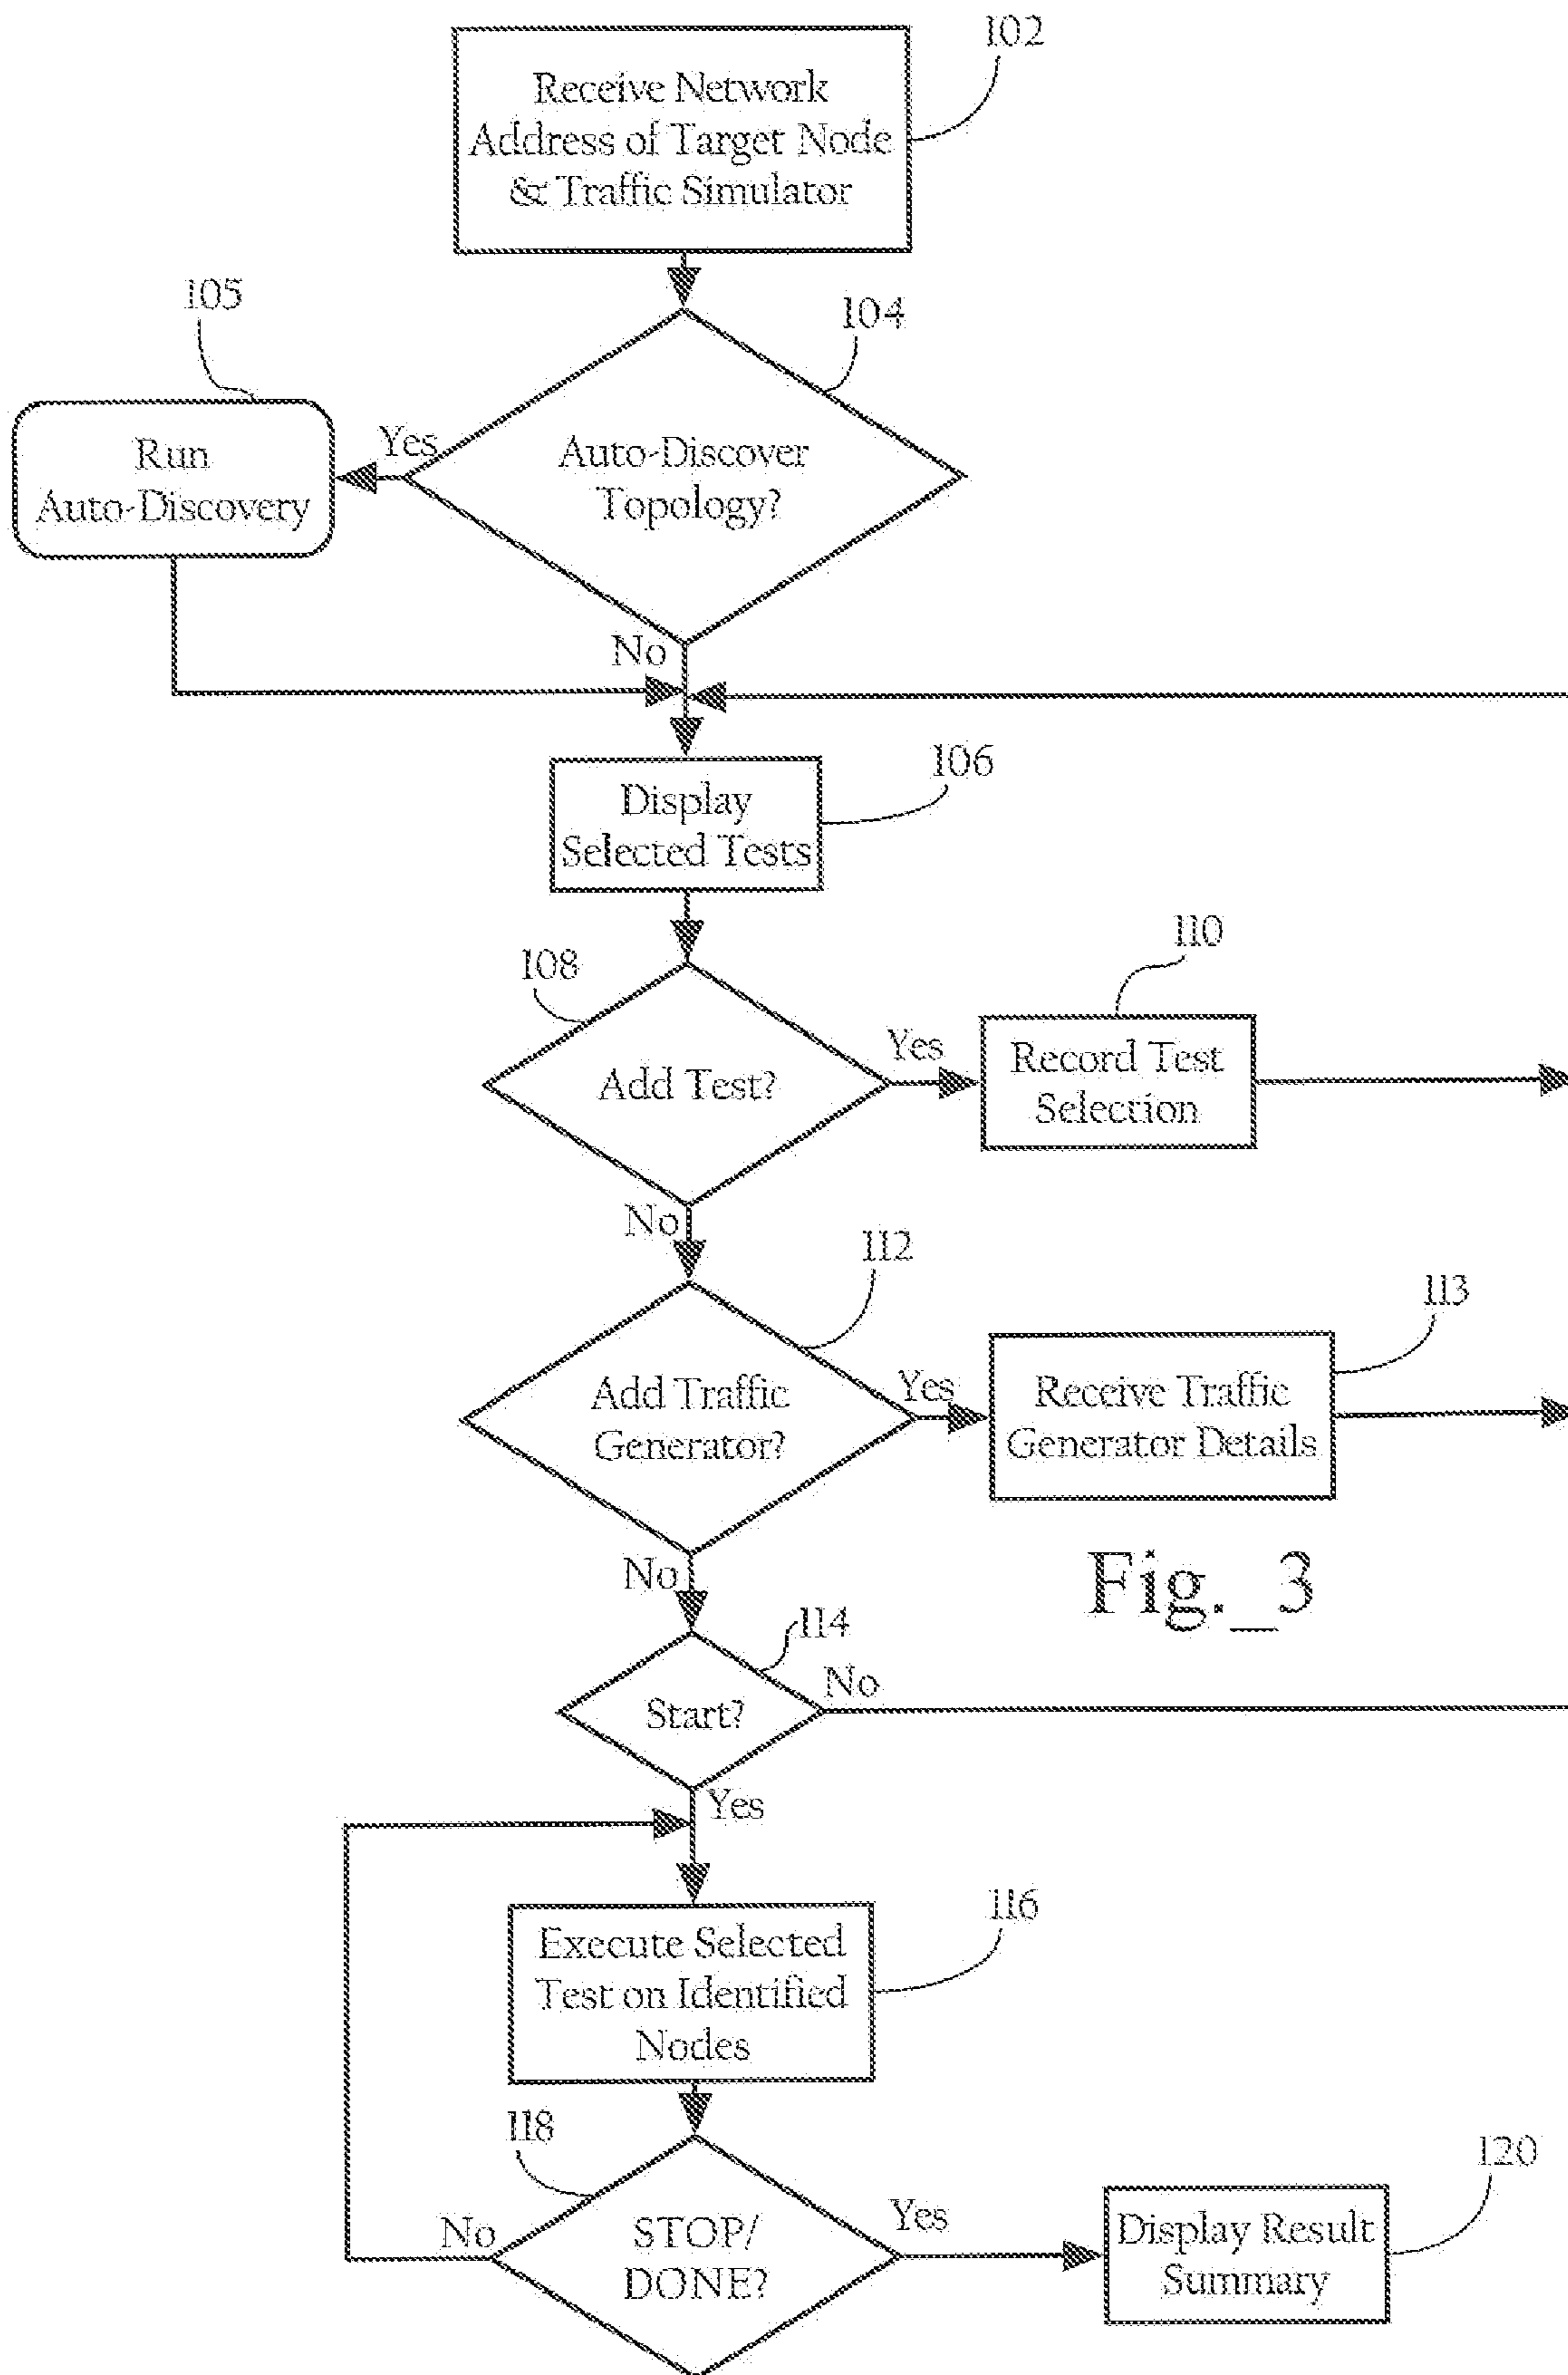 102
Receive Network
Address of Target Node
& Traffic Simulator
105
104
Yes
Run
Auto-Discovery
Auto-Discover
Topology?
No
106
Display
Selected Tests
110
108
Yes
Add Test?
Record Test
Selection
No
112
113
Yes
Add Traffic
Generator?
Receive Traffic
Generator Details
Fig._3
No
114
No
Start?
Yes
116
Execute Selected
Test on Identified
Nodes
118
120
No
Yes
STOP/
DONE?
Display Result
Summary